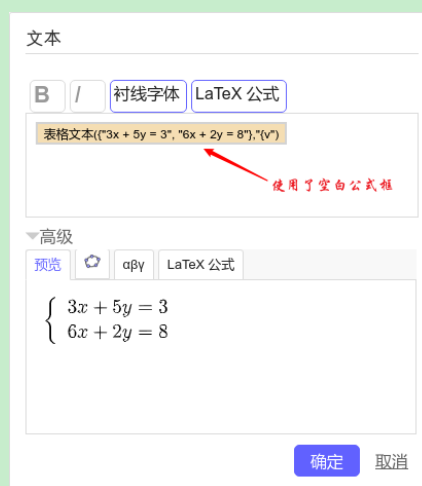 文本
B I 衬线字体 LaTeX 公式
表格文本({"3x + 5y = 3", "6x + 2y = 8"},"{v")
使用了空白公式框
高级
预览 αβγ LaTeX 公式
3x + 5y = 3
6x + 2y = 8
确定 取消